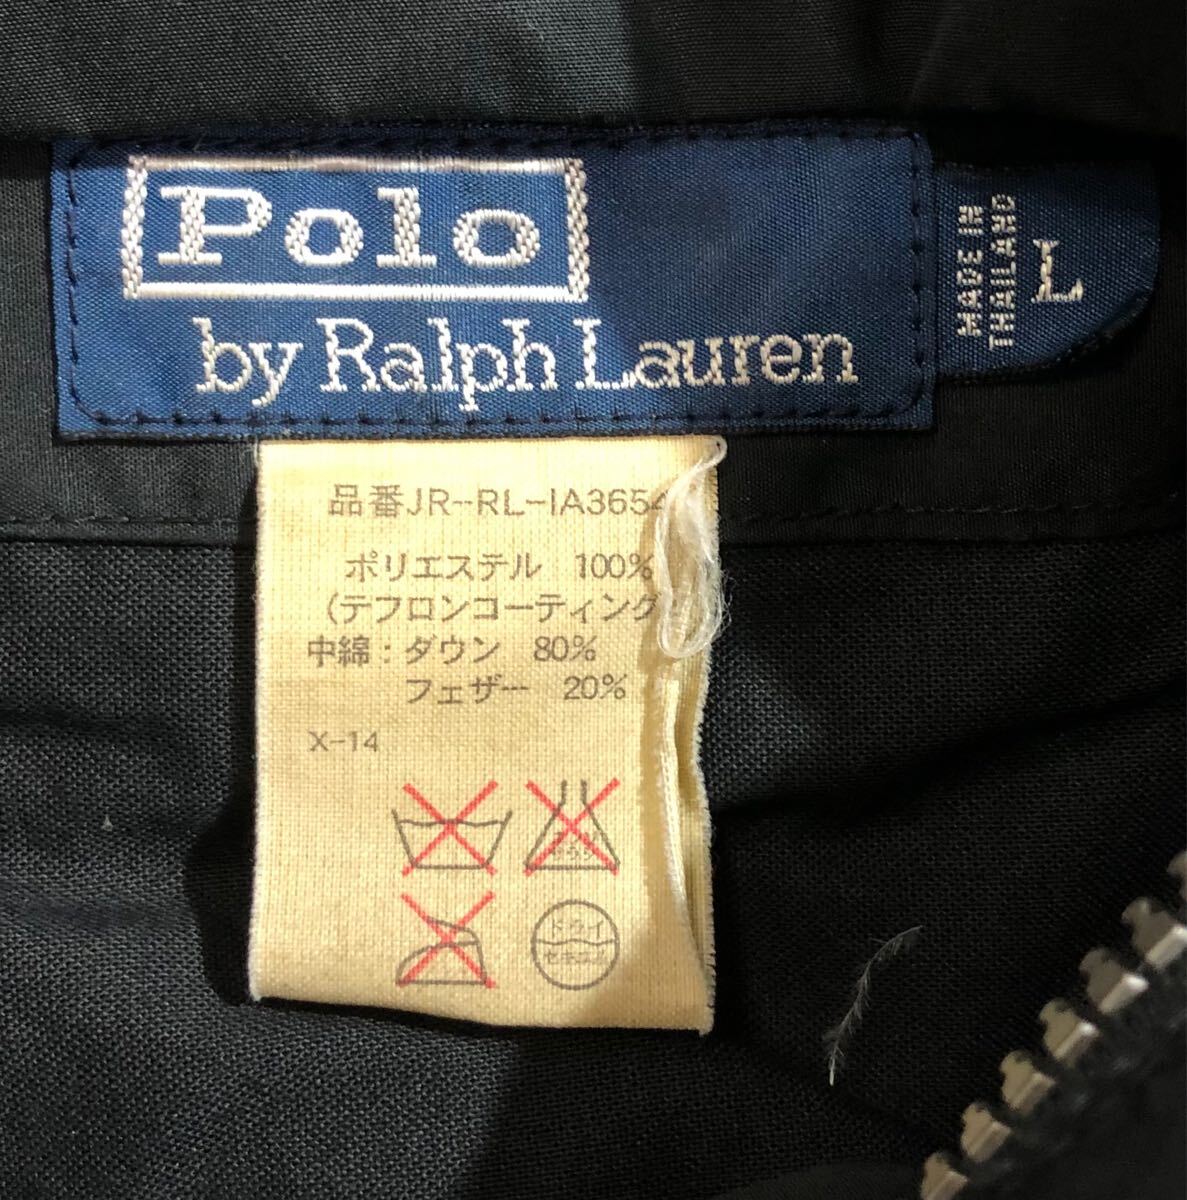 Polo
by Ralph Lauren
MADE IN
THAILAND
L
品番JR-RL-IA3654
ポリエステル 100%
(テフロンコーティング
中綿:ダウン 80%
フェザー 20%
X-14
ドライ